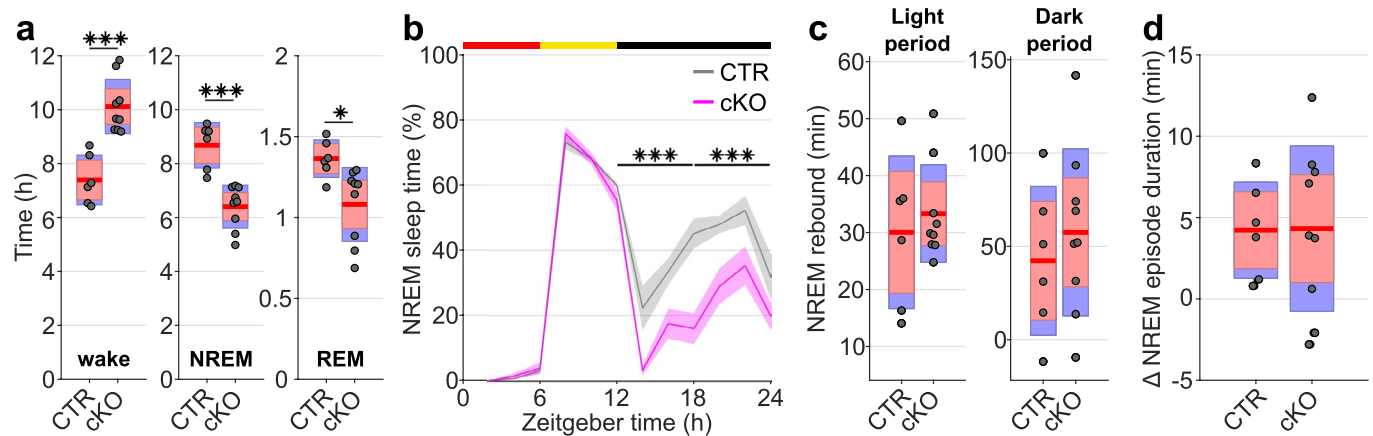 a
Time (h)
12
10
8
6
4
2
0
***
wake
CTR
cKO
12
10
8
6
4
2
0
***
NREM
CTR
cKO
2
1.5
1
0.5
0
*
REM
CTR
cKO
b
NREM sleep time (%)
100
80
60
40
20
0
CTR
cKO
*** ***
0 6 12 18 24
Zeitgeber time (h)
c
Light
period
NREM rebound (min)
60
50
40
30
20
10
CTR
cKO
Dark
period
150
100
50
0
CTR
cKO
d
Δ NREM episode duration (min)
15
10
5
0
-5
CTR
cKO